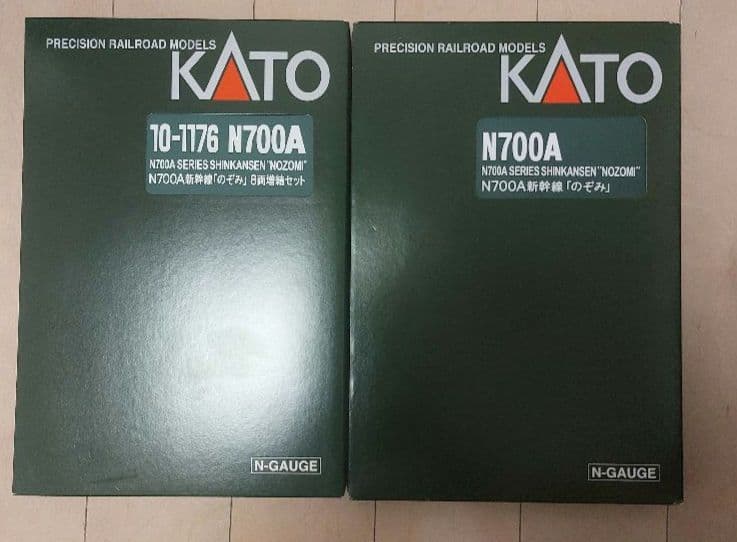 PRECISION RAILROAD MODELS
KATO
10-1176 N700A
N700A SERIES SHINKANSEN "NOZOMI"
N700A新幹線「のぞみ」 8両増結セット
N-GAUGE
PRECISION RAILROAD MODELS
KATO
N700A
N700A SERIES SHINKANSEN "NOZOMI"
N700A新幹線「のぞみ」
N-GAUGE